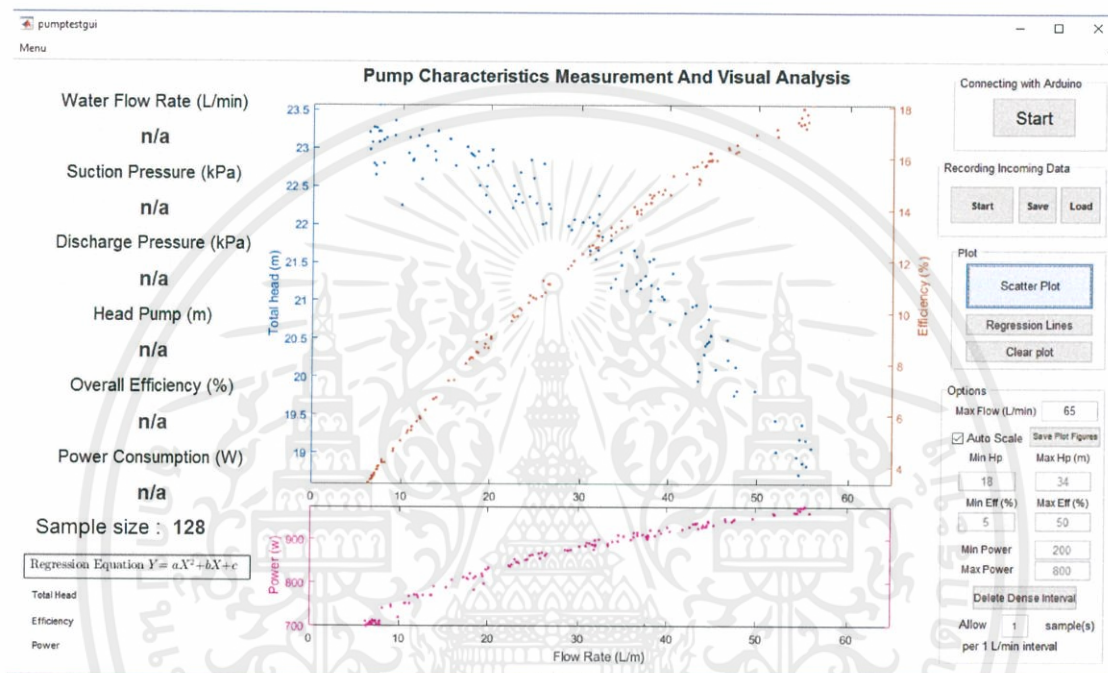 pumptestgui
Menu
Pump Characteristics Measurement And Visual Analysis
Water Flow Rate (L/min)
n/a
Suction Pressure (kPa)
n/a
Discharge Pressure (kPa)
n/a
Head Pump (m)
n/a
Overall Efficiency (%)
n/a
Power Consumption (W)
n/a
Sample size : 128
Regression Equation Y = aX²+bX+c
Total Head
Efficiency
Power
Total head (m)
23.5
23
22.5
22
21.5
21
20.5
20
19.5
19
0 10 20 30 40 50 60
Efficiency (%)
18
16
14
12
10
8
6
4
Power (w)
900
800
700
0 10 20 30 40 50 60
Flow Rate (L/m)
Connecting with Arduino
Start
Recording Incoming Data
Start Save Load
Plot
Scatter Plot
Regression Lines
Clear plot
Options
Max Flow (L/min) 65
Auto Scale Save Plot Figures
Min Hp Max Hp (m)
18 34
Min Eff (%) Max Eff (%)
5 50
Min Power 200
Max Power 800
Delete Dense Interval
Allow 1 sample(s)
per 1 L/min interval